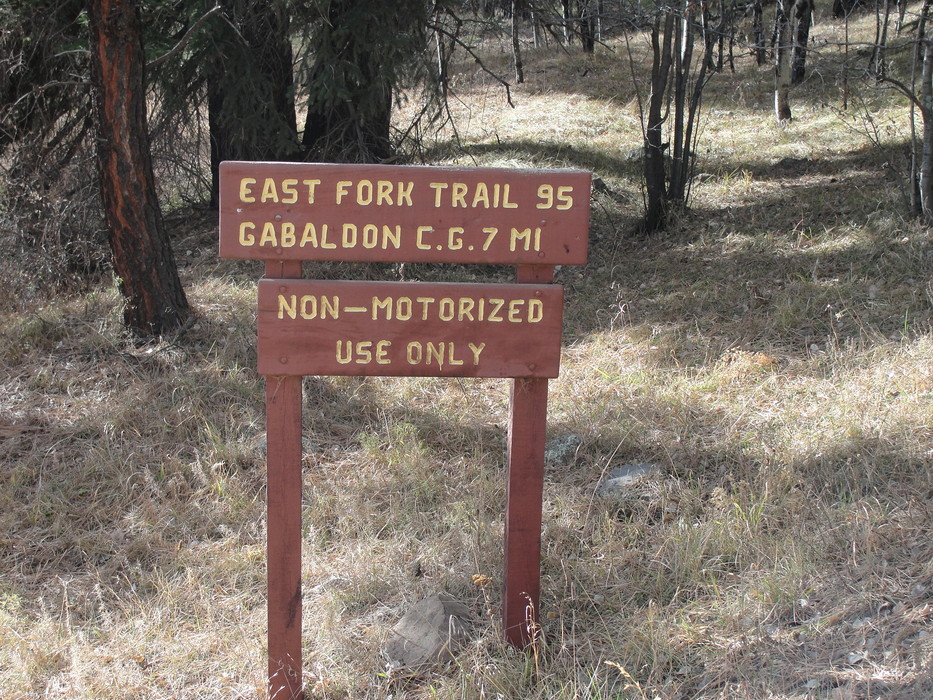 EAST FORK TRAIL 95
GABALDON C.G. 7 MI
NON-MOTORIZED
USE ONLY